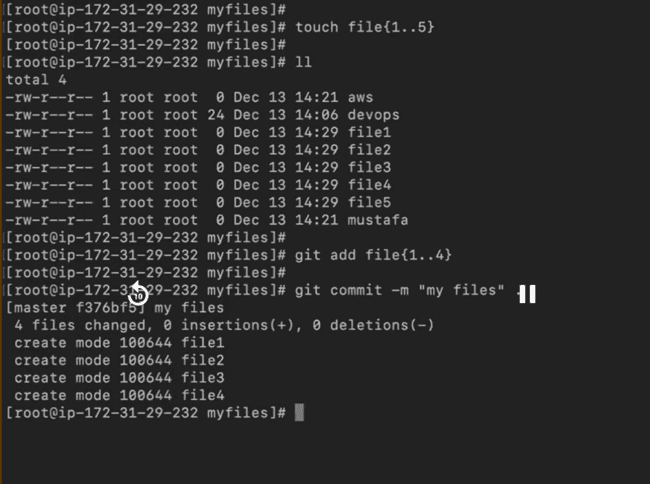 [root@ip-172-31-29-232 myfiles]#
[root@ip-172-31-29-232 myfiles]# touch file{1..5}
[root@ip-172-31-29-232 myfiles]#
[root@ip-172-31-29-232 myfiles]# ll
total 4
-rw-r--r-- 1 root root  0 Dec 13 14:21 aws
-rw-r--r-- 1 root root 24 Dec 13 14:06 devops
-rw-r--r-- 1 root root  0 Dec 13 14:29 file1
-rw-r--r-- 1 root root  0 Dec 13 14:29 file2
-rw-r--r-- 1 root root  0 Dec 13 14:29 file3
-rw-r--r-- 1 root root  0 Dec 13 14:29 file4
-rw-r--r-- 1 root root  0 Dec 13 14:29 file5
-rw-r--r-- 1 root root  0 Dec 13 14:21 mustafa
[root@ip-172-31-29-232 myfiles]#
[root@ip-172-31-29-232 myfiles]# git add file{1..4}
[root@ip-172-31-29-232 myfiles]#
[root@ip-172-31-29-232 myfiles]# git commit -m "my files"
10
[master f376bf5] my files
 4 files changed, 0 insertions(+), 0 deletions(-)
 create mode 100644 file1
 create mode 100644 file2
 create mode 100644 file3
 create mode 100644 file4
[root@ip-172-31-29-232 myfiles]#